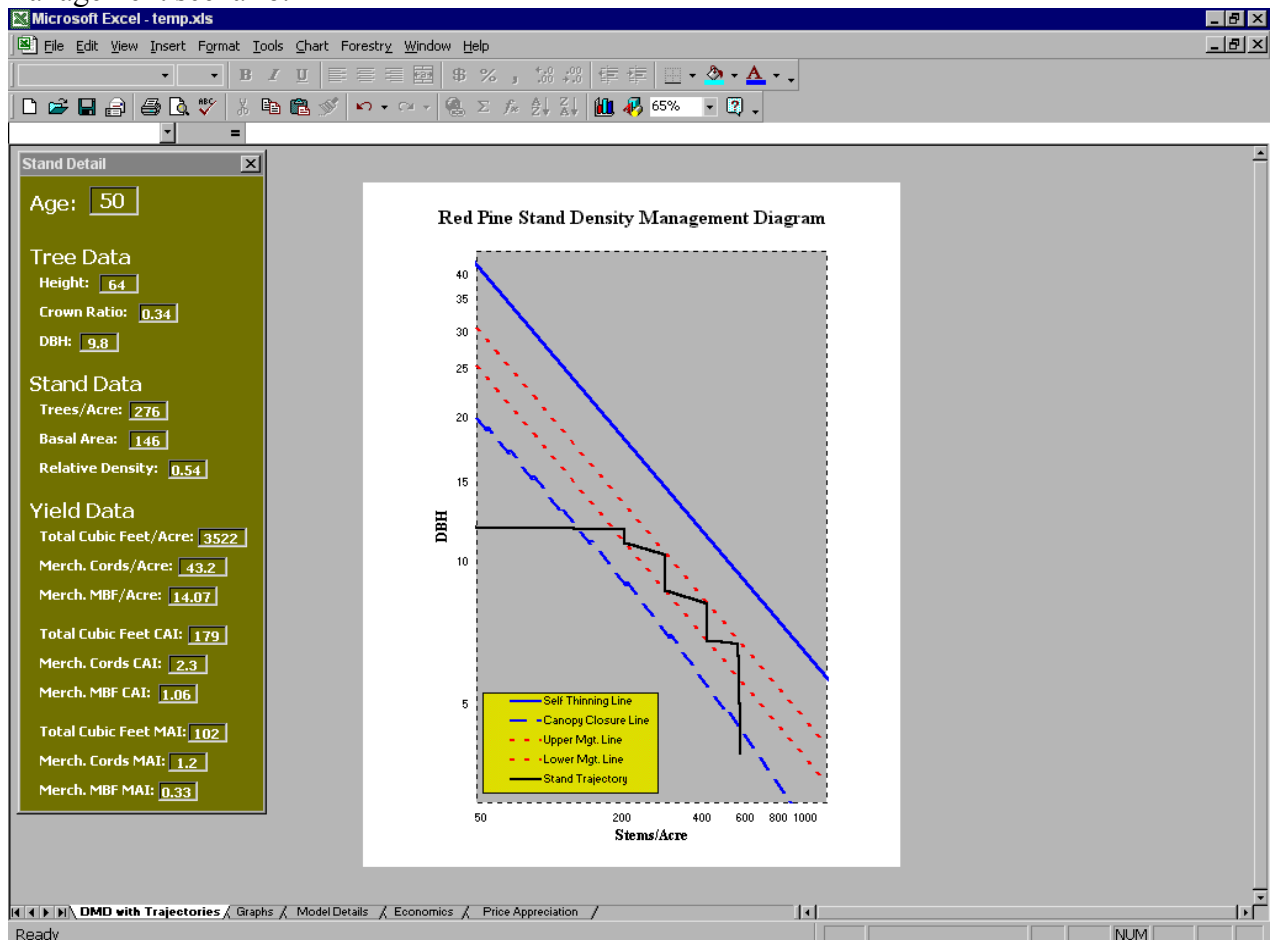 Microsoft Excel - temp.xls
File Edit View Insert Format Tools Chart Forestry Window Help
B I U $ % , +.0 .00 .00 +.0 A
ABC Σ fx A Z Z A 65% ?
=
Stand Detail
Age: 50
Tree Data
Height: 64
Crown Ratio: 0.34
DBH: 9.8
Stand Data
Trees/Acre: 276
Basal Area: 146
Relative Density: 0.54
Yield Data
Total Cubic Feet/Acre: 3522
Merch. Cords/Acre: 43.2
Merch. MBF/Acre: 14.07
Total Cubic Feet CAI: 179
Merch. Cords CAI: 2.3
Merch. MBF CAI: 1.06
Total Cubic Feet MAI: 102
Merch. Cords MAI: 1.2
Merch. MBF MAI: 0.33
Red Pine Stand Density Management Diagram
40
35
30
25
20
15
10
5
DBH
Self Thinning Line
Canopy Closure Line
Upper Mgt. Line
Lower Mgt. Line
Stand Trajectory
50 200 400 600 800 1000
Stems/Acre
DMD with Trajectories Graphs Model Details Economics Price Appreciation
Ready NUM